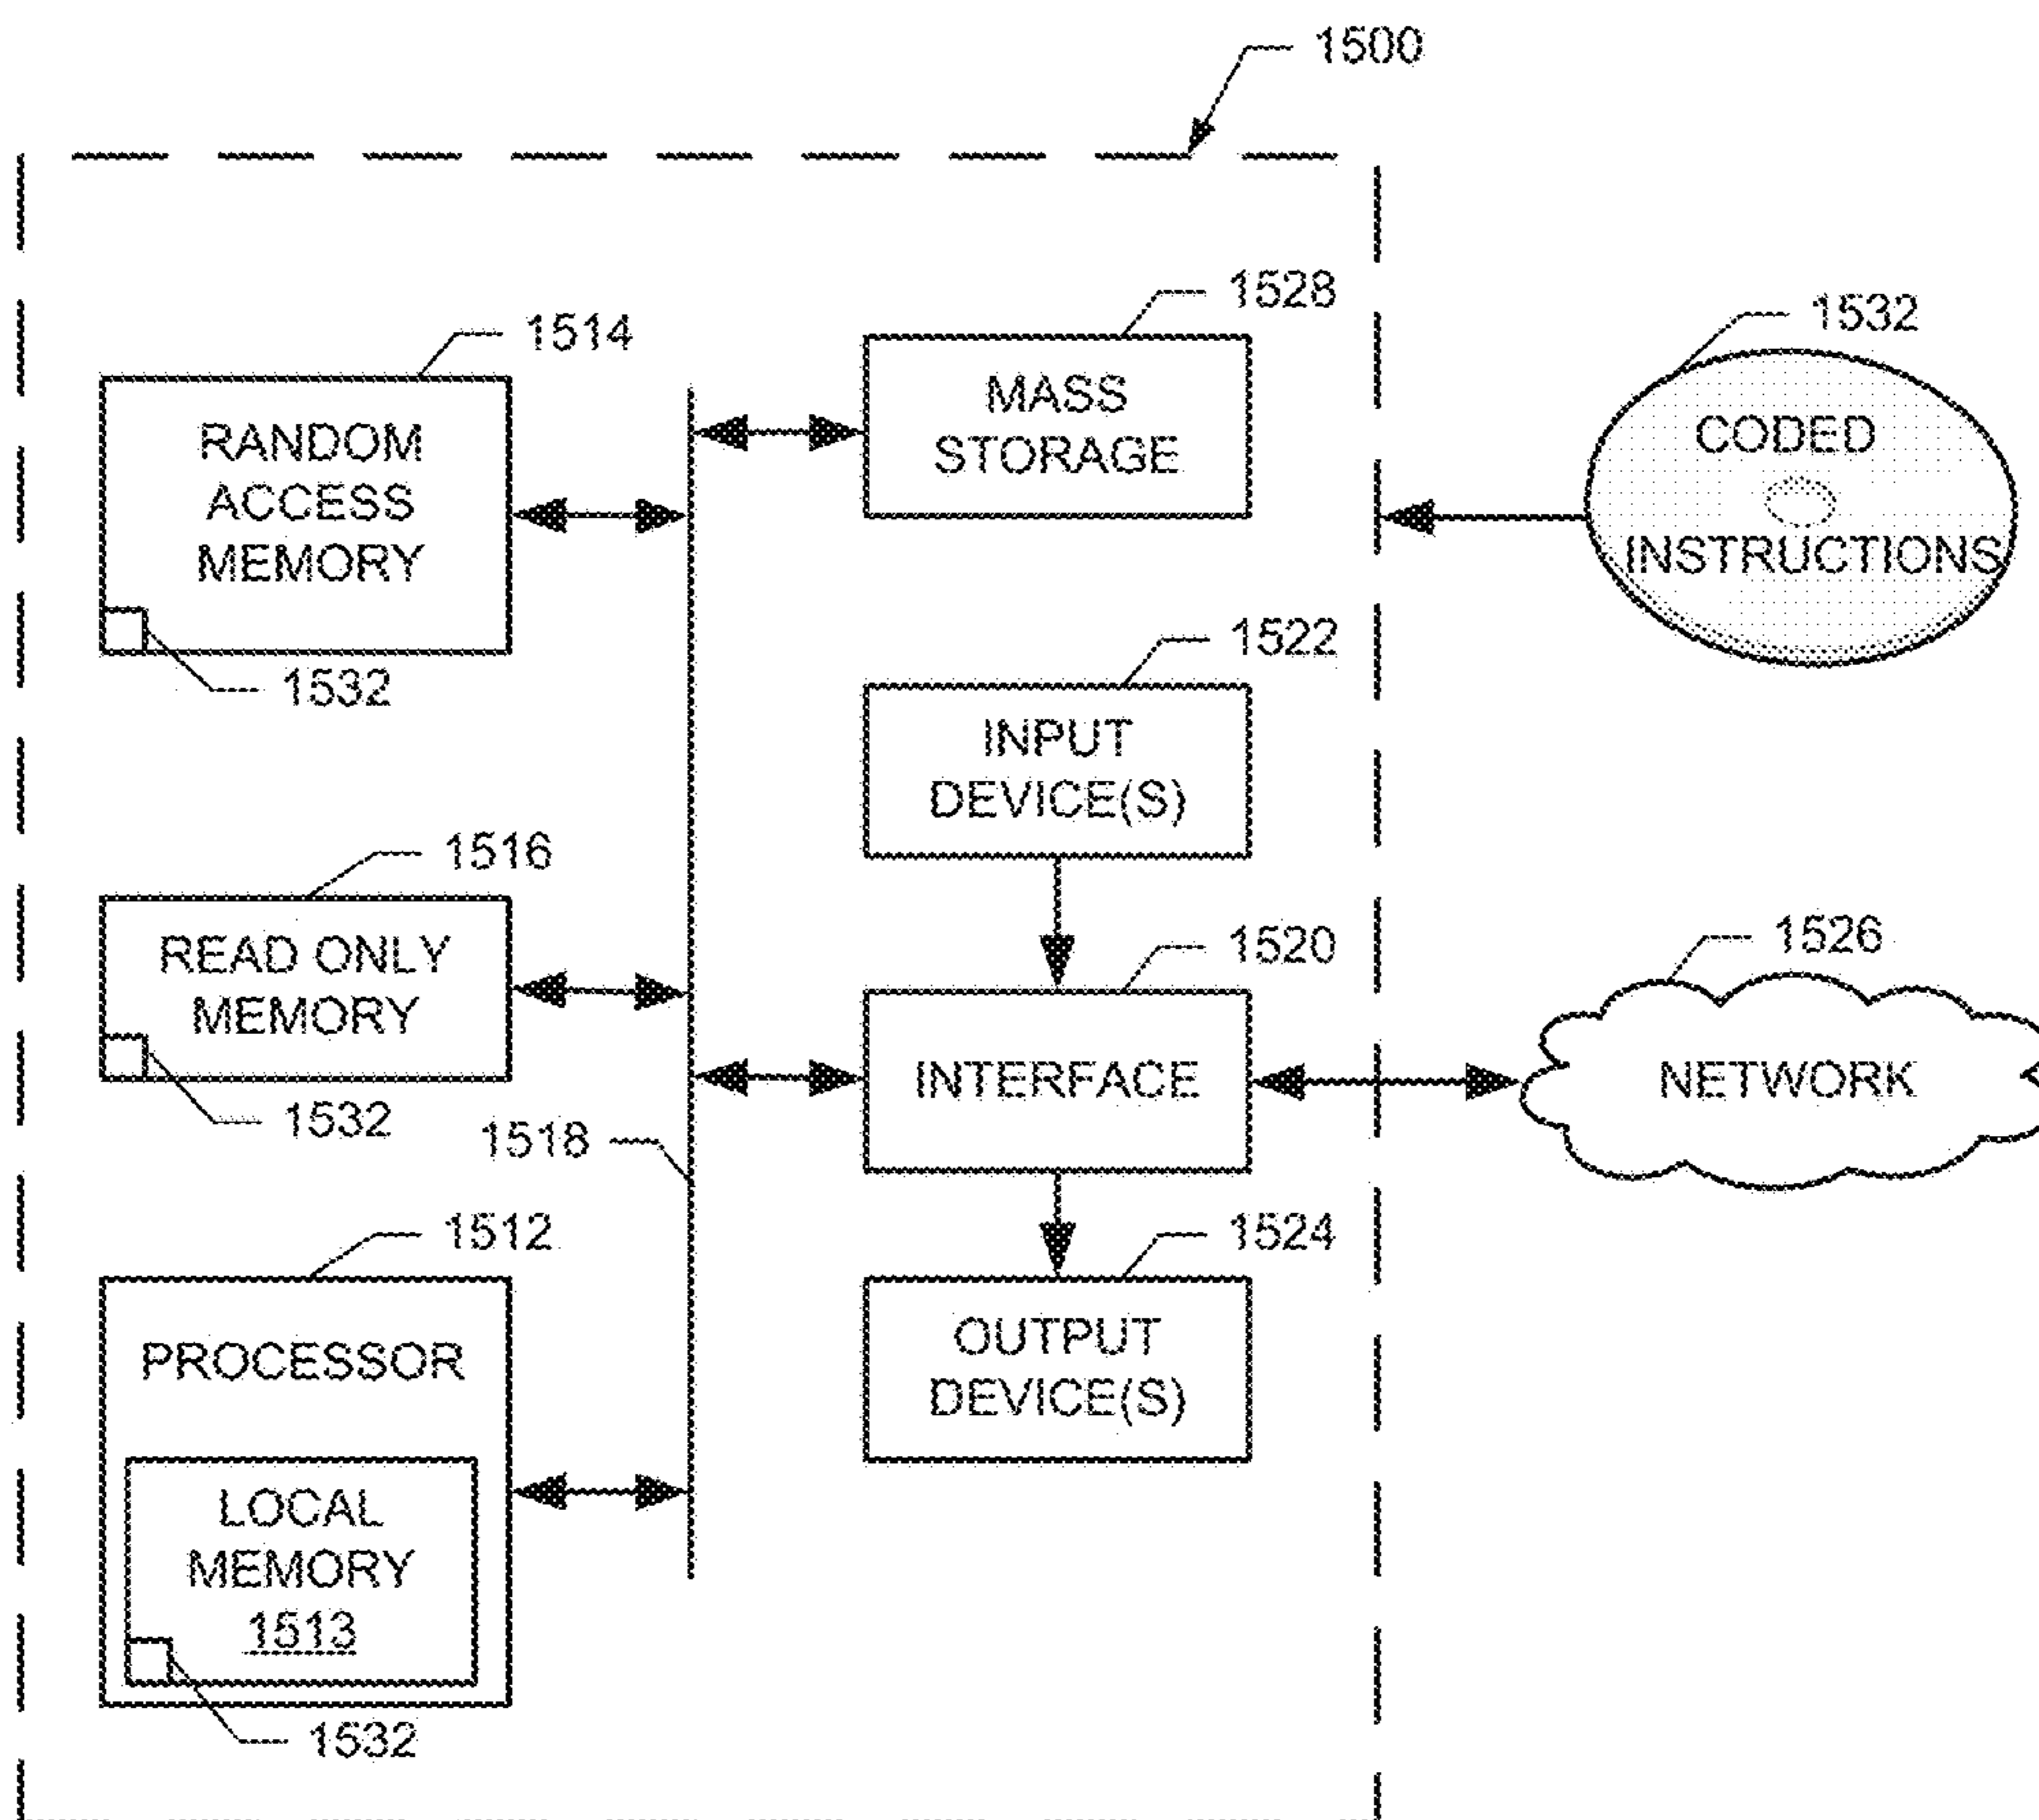 1500
1528
1514
1532
MASS
STORAGE
RANDOM
ACCESS
MEMORY
CODED
INSTRUCTIONS
1532
1522
INPUT
DEVICE(S)
1516
READ ONLY
MEMORY
1532
1518
1520
INTERFACE
1526
NETWORK
1512
PROCESSOR
LOCAL
MEMORY
1513
1532
1524
OUTPUT
DEVICE(S)